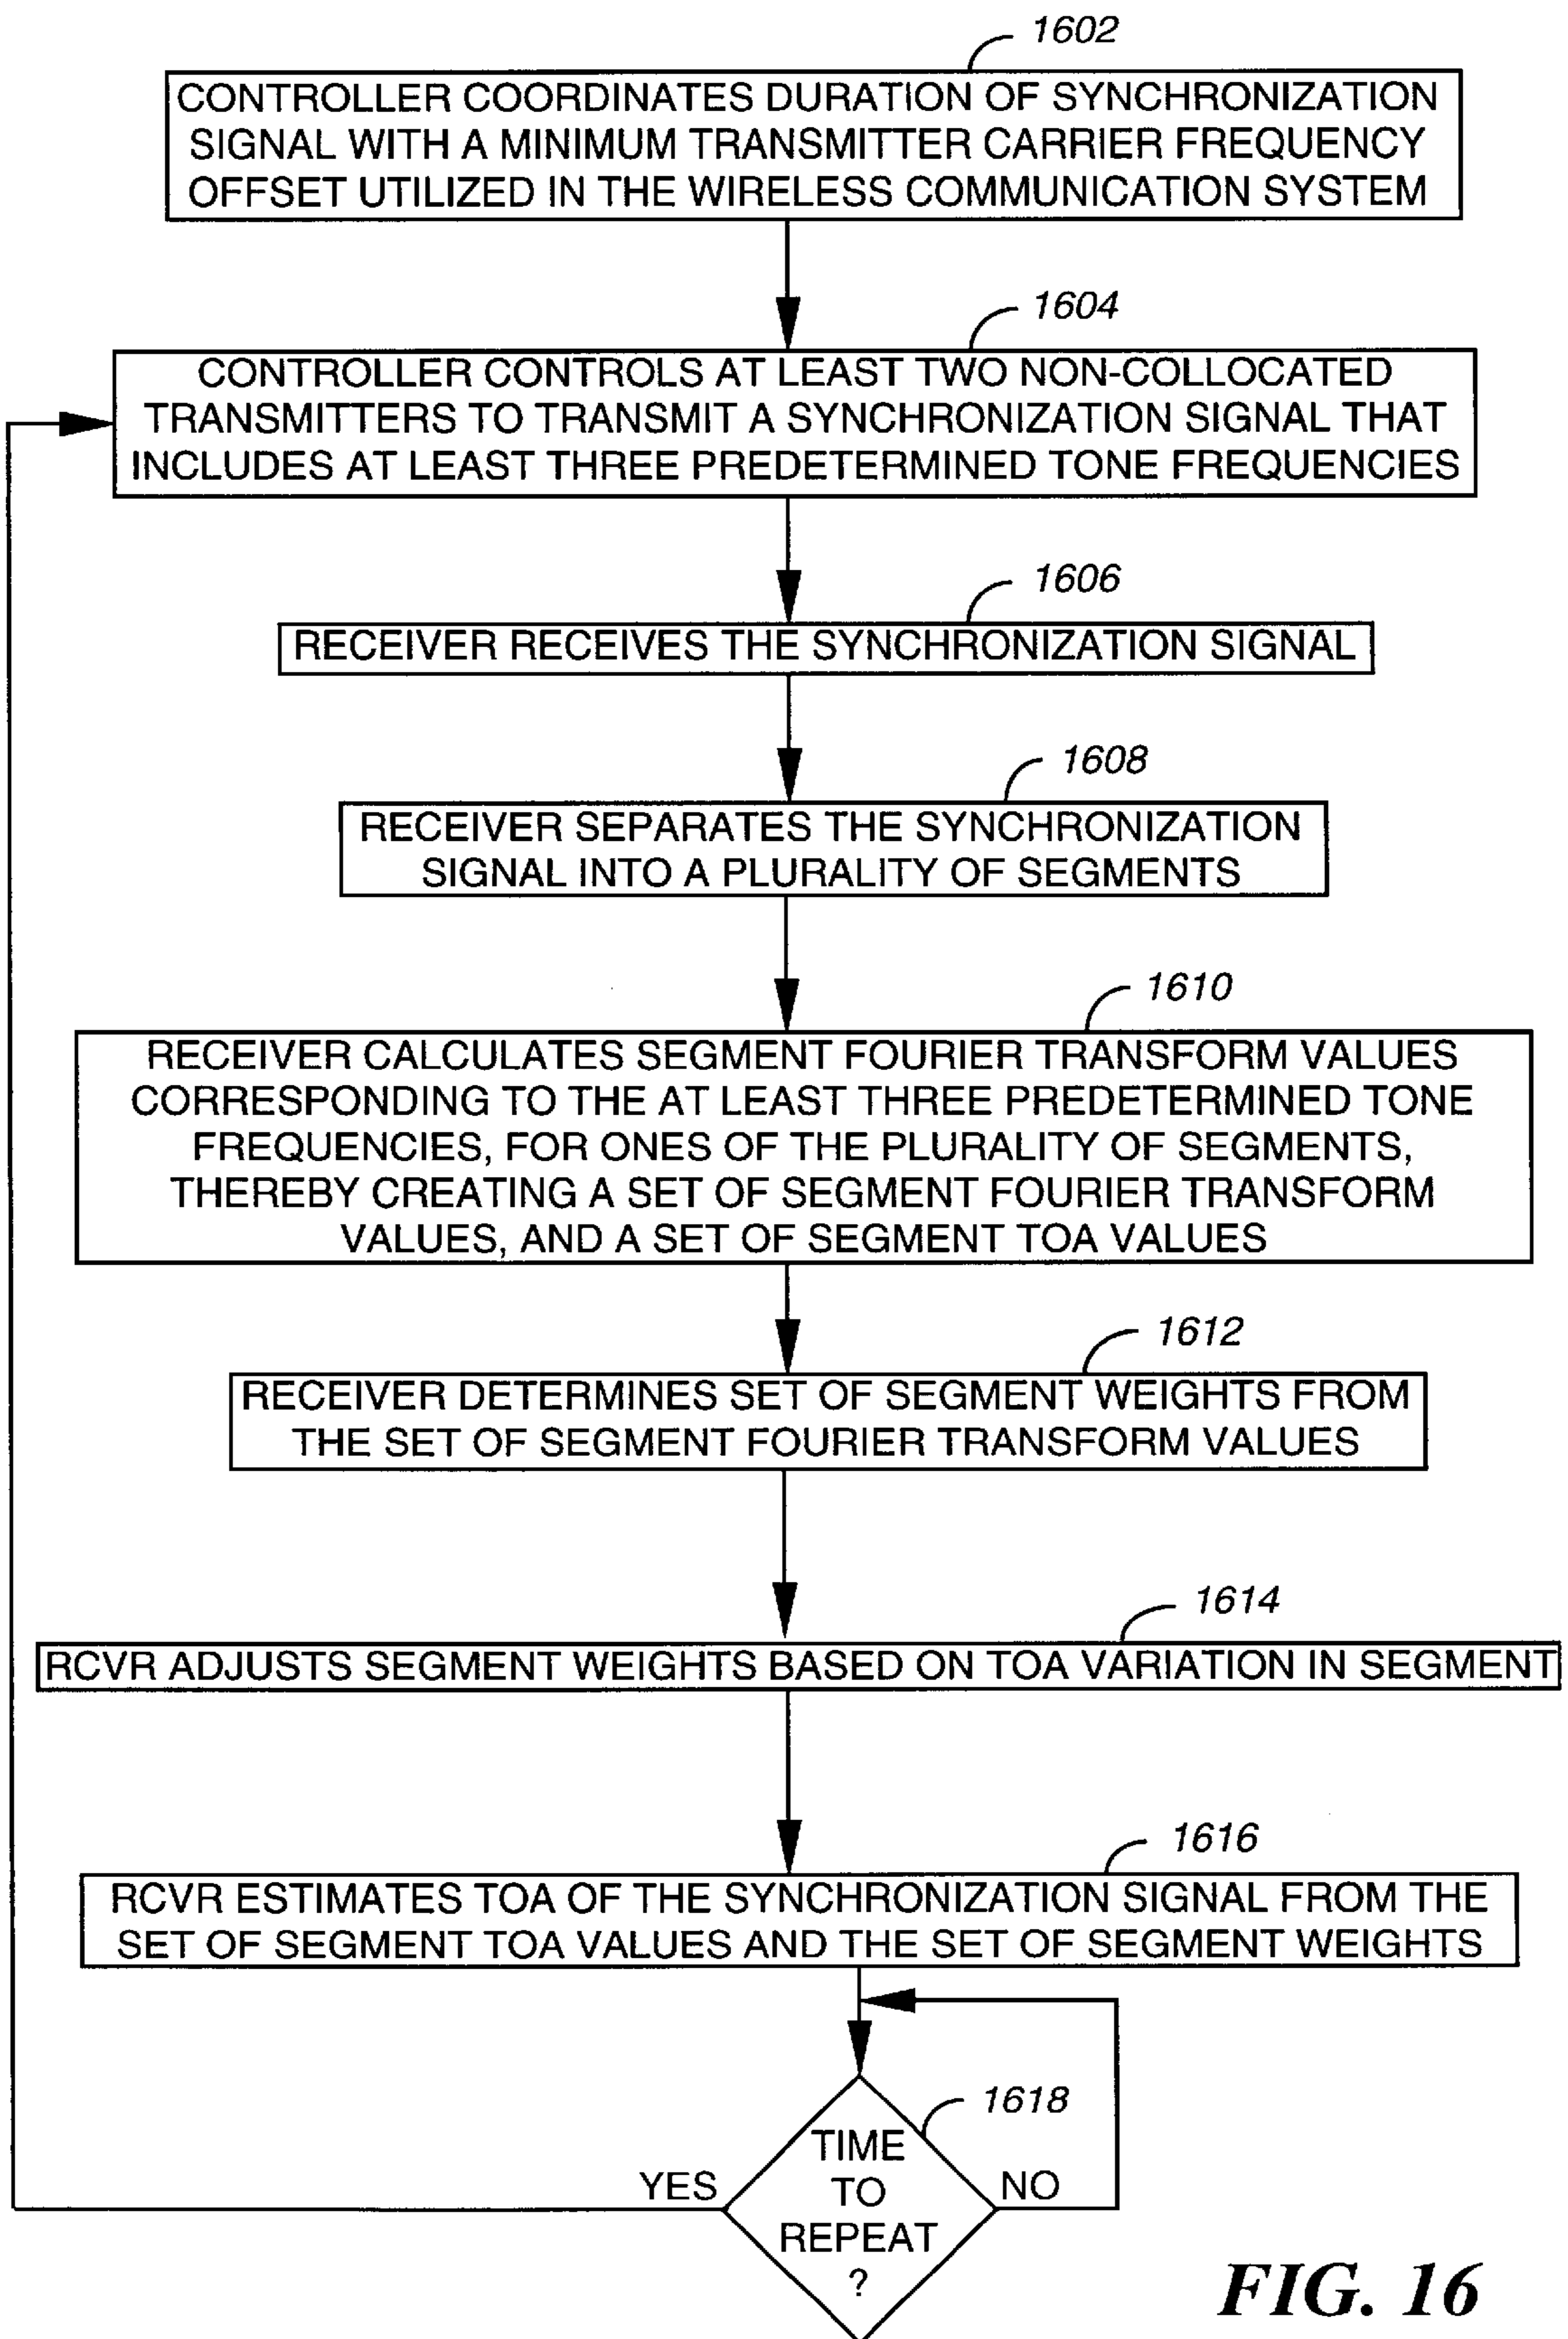 1602
CONTROLLER COORDINATES DURATION OF SYNCHRONIZATION
SIGNAL WITH A MINIMUM TRANSMITTER CARRIER FREQUENCY
OFFSET UTILIZED IN THE WIRELESS COMMUNICATION SYSTEM
1604
CONTROLLER CONTROLS AT LEAST TWO NON-COLLOCATED
TRANSMITTERS TO TRANSMIT A SYNCHRONIZATION SIGNAL THAT
INCLUDES AT LEAST THREE PREDETERMINED TONE FREQUENCIES
1606
RECEIVER RECEIVES THE SYNCHRONIZATION SIGNAL
1608
RECEIVER SEPARATES THE SYNCHRONIZATION
SIGNAL INTO A PLURALITY OF SEGMENTS
1610
RECEIVER CALCULATES SEGMENT FOURIER TRANSFORM VALUES
CORRESPONDING TO THE AT LEAST THREE PREDETERMINED TONE
FREQUENCIES, FOR ONES OF THE PLURALITY OF SEGMENTS,
THEREBY CREATING A SET OF SEGMENT FOURIER TRANSFORM
VALUES, AND A SET OF SEGMENT TOA VALUES
1612
RECEIVER DETERMINES SET OF SEGMENT WEIGHTS FROM
THE SET OF SEGMENT FOURIER TRANSFORM VALUES
1614
RCVR ADJUSTS SEGMENT WEIGHTS BASED ON TOA VARIATION IN SEGMENT
1616
RCVR ESTIMATES TOA OF THE SYNCHRONIZATION SIGNAL FROM THE
SET OF SEGMENT TOA VALUES AND THE SET OF SEGMENT WEIGHTS
1618
TIME
TO
REPEAT
?
YES
NO
FIG. 16